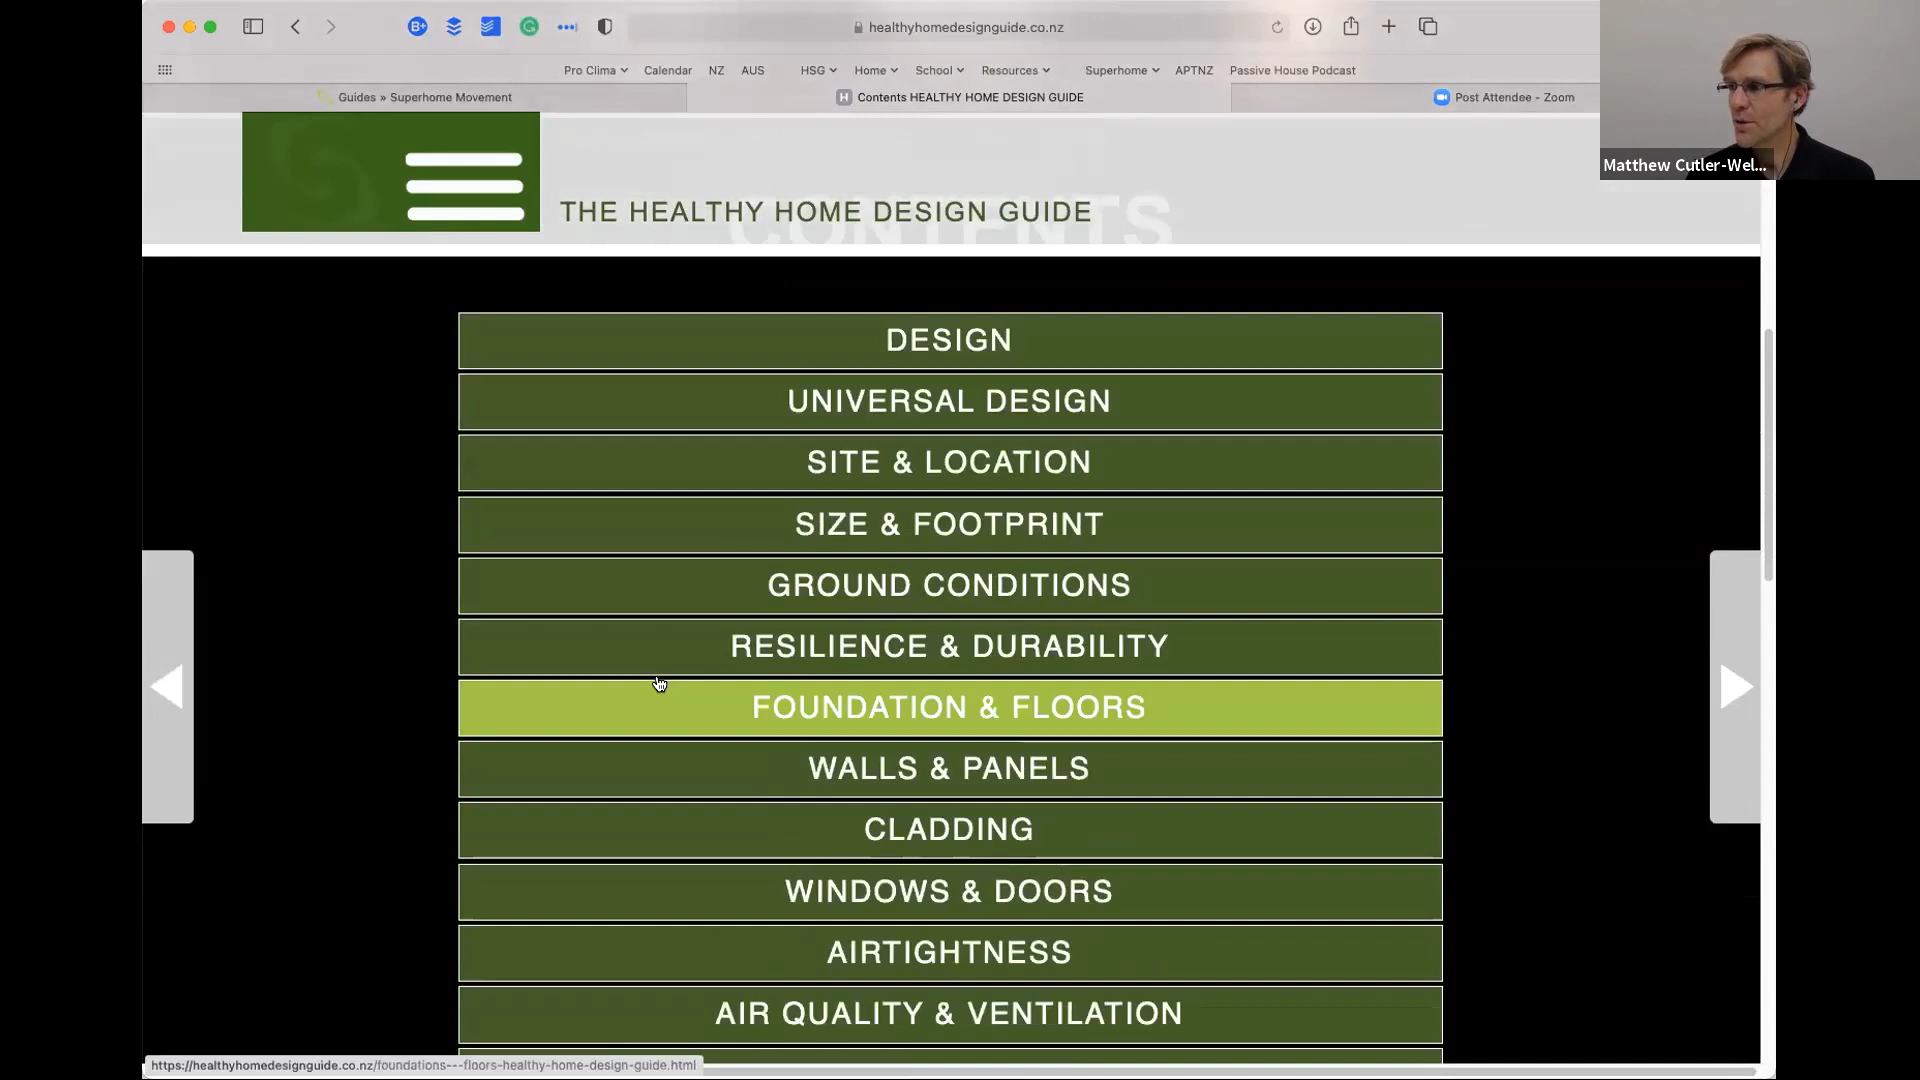 B+
G
healthyhomedesignguide.co.nz
Pro Clima
Calendar
NZ
AUS
HSG
Home
School
Resources
Superhome
APTNZ
Passive House Podcast
Guides » Superhome Movement
H
Contents HEALTHY HOME DESIGN GUIDE
Post Attendee - Zoom
Matthew Cutler-Wel...
CONTENTS
THE HEALTHY HOME DESIGN GUIDE
DESIGN
UNIVERSAL DESIGN
SITE & LOCATION
SIZE & FOOTPRINT
GROUND CONDITIONS
RESILIENCE & DURABILITY
FOUNDATION & FLOORS
WALLS & PANELS
CLADDING
WINDOWS & DOORS
AIRTIGHTNESS
AIR QUALITY & VENTILATION
https://healthyhomedesignguide.co.nz/foundations---floors-healthy-home-design-guide.html